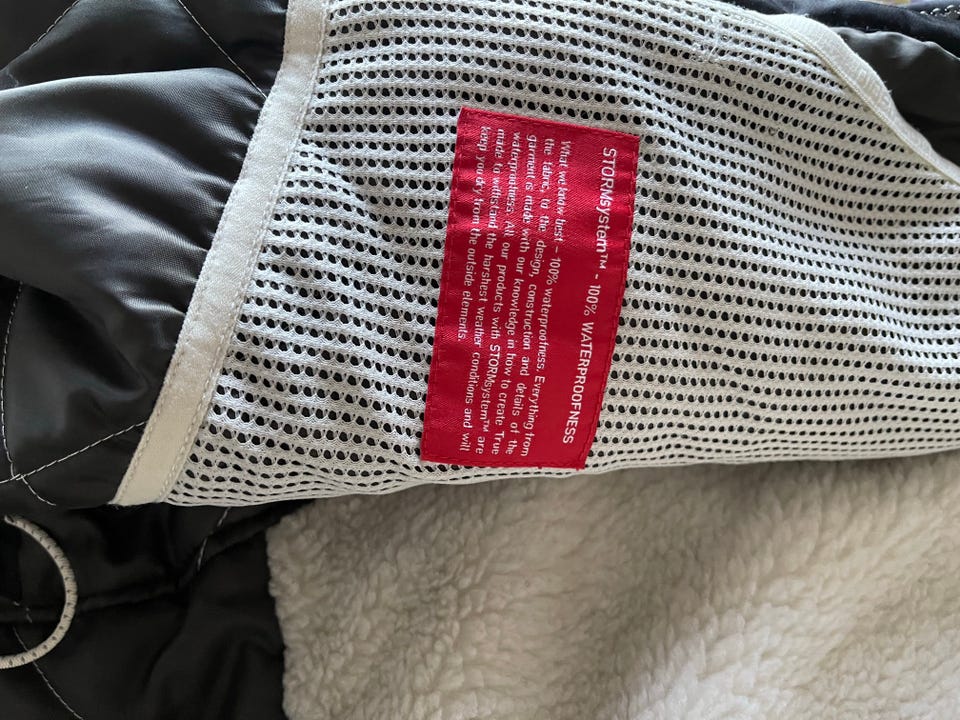 STORMsystem™ - 100% WATERPROOFNESS
What we know best - 100% waterproofness. Everything from
the fabric, to the design, construction and details of the
garment is made with our knowledge in how to create True
waterproofness. All our products with STORMsystem™ are
made to withstand the harshest weather conditions and will
keep you dry from the outside elements.